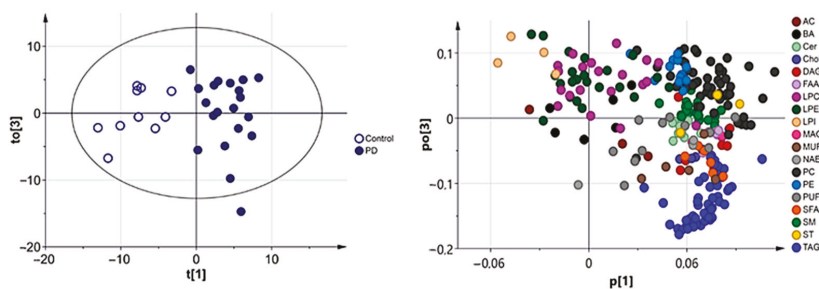 to[3]
10
0
−10
−20
−20
−10
0
10
t[1]
Control
PD
po[3]
0,1
0
−0,1
−0,2
−0.06
0
0.06
p[1]
AC
BA
Cer
Cho
DAG
FAA
LPC
LPE
LPI
MAG
MUF
NAE
PC
PE
PUF
SFA
SM
ST
TAG